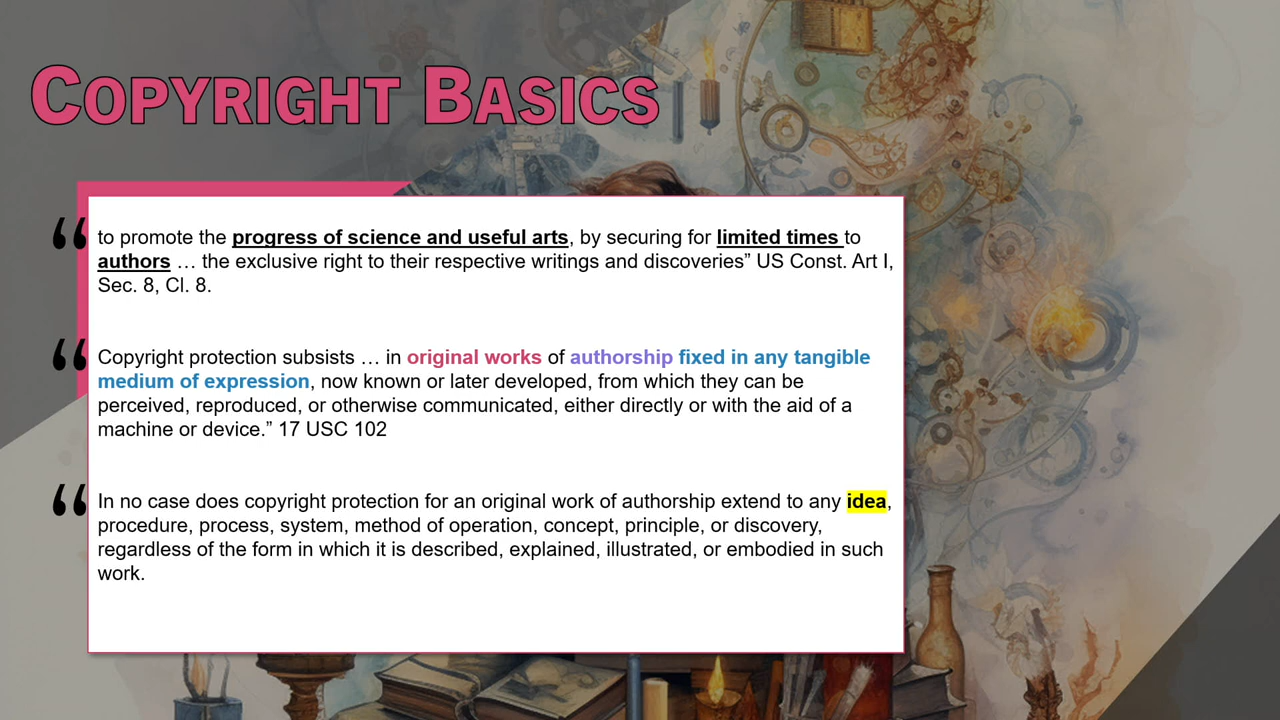 Copyright Basics
“ to promote the progress of science and useful arts, by securing for limited times to
authors … the exclusive right to their respective writings and discoveries” US Const. Art I,
Sec. 8, Cl. 8.
“ Copyright protection subsists … in original works of authorship fixed in any tangible
medium of expression, now known or later developed, from which they can be
perceived, reproduced, or otherwise communicated, either directly or with the aid of a
machine or device.” 17 USC 102
“ In no case does copyright protection for an original work of authorship extend to any idea,
procedure, process, system, method of operation, concept, principle, or discovery,
regardless of the form in which it is described, explained, illustrated, or embodied in such
work.